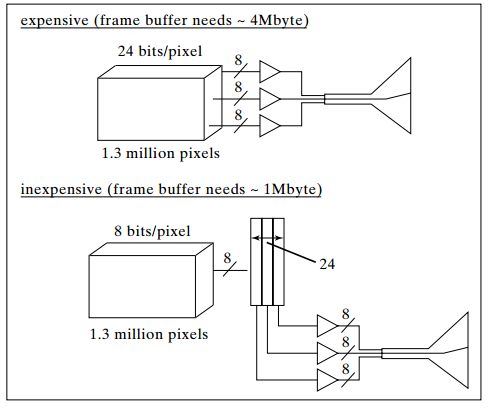 expensive (frame buffer needs ~ 4Mbyte)
24 bits/pixel
8
8
8
1.3 million pixels
inexpensive (frame buffer needs ~ 1Mbyte)
8 bits/pixel
8
24
1.3 million pixels
8
8
8